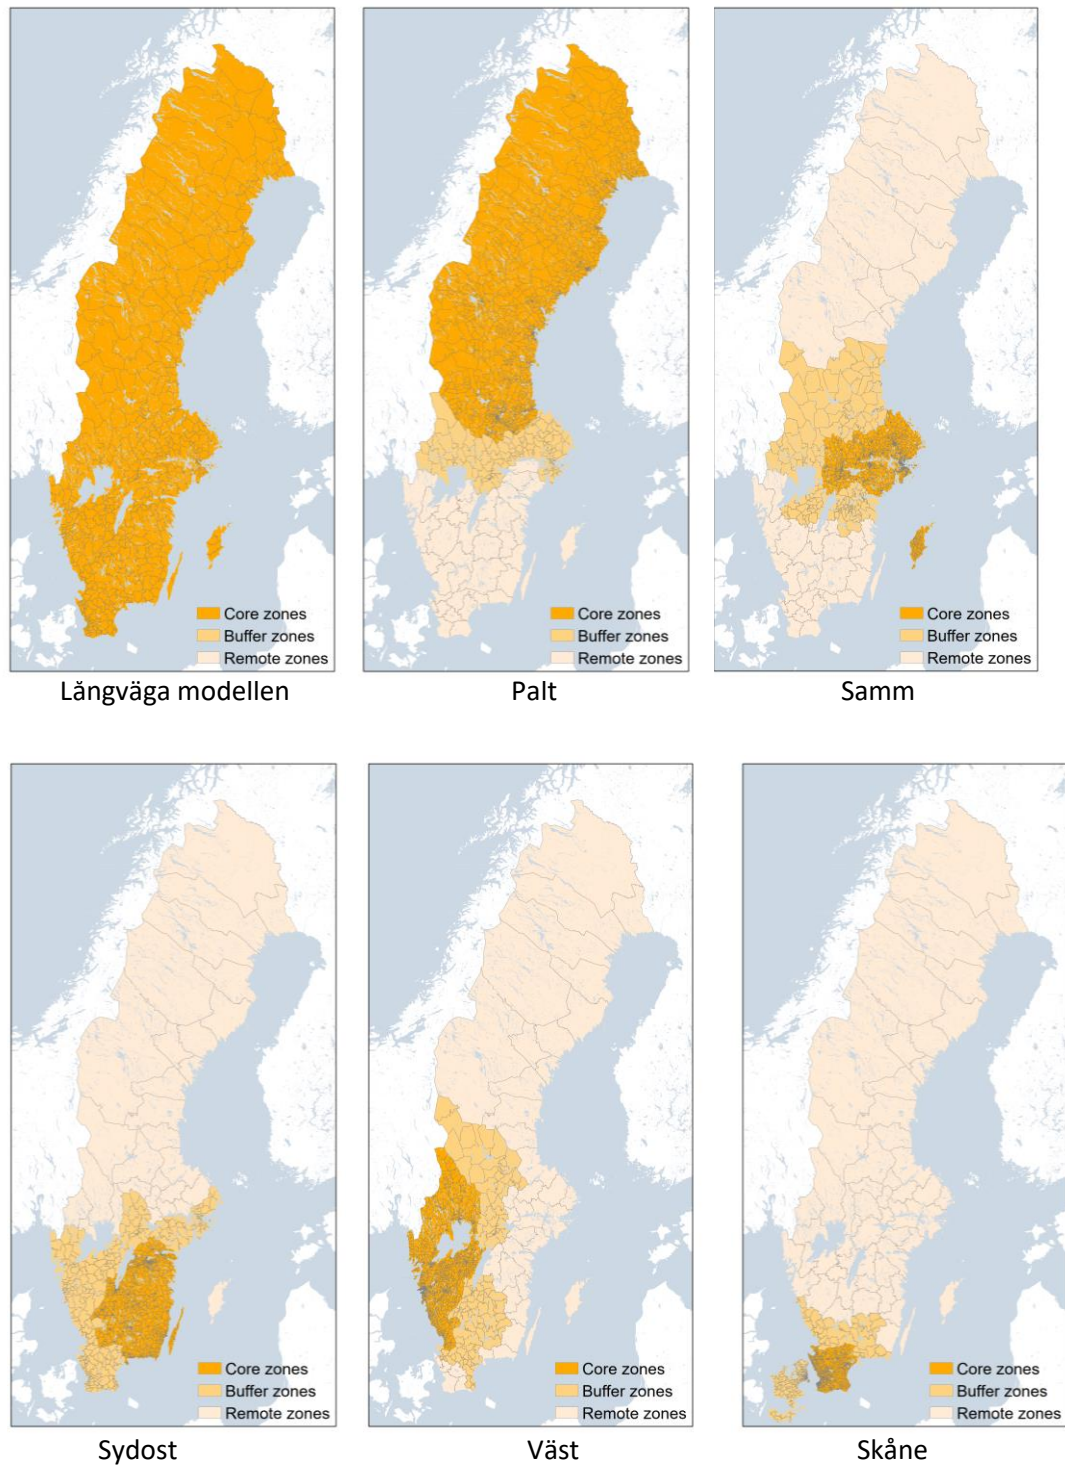 Core zones
Buffer zones
Remote zones
Core zones
Buffer zones
Remote zones
Core zones
Buffer zones
Remote zones
Långväga modellen
Palt
Samm
Core zones
Buffer zones
Remote zones
Core zones
Buffer zones
Remote zones
Core zones
Buffer zones
Remote zones
Sydost
Väst
Skåne